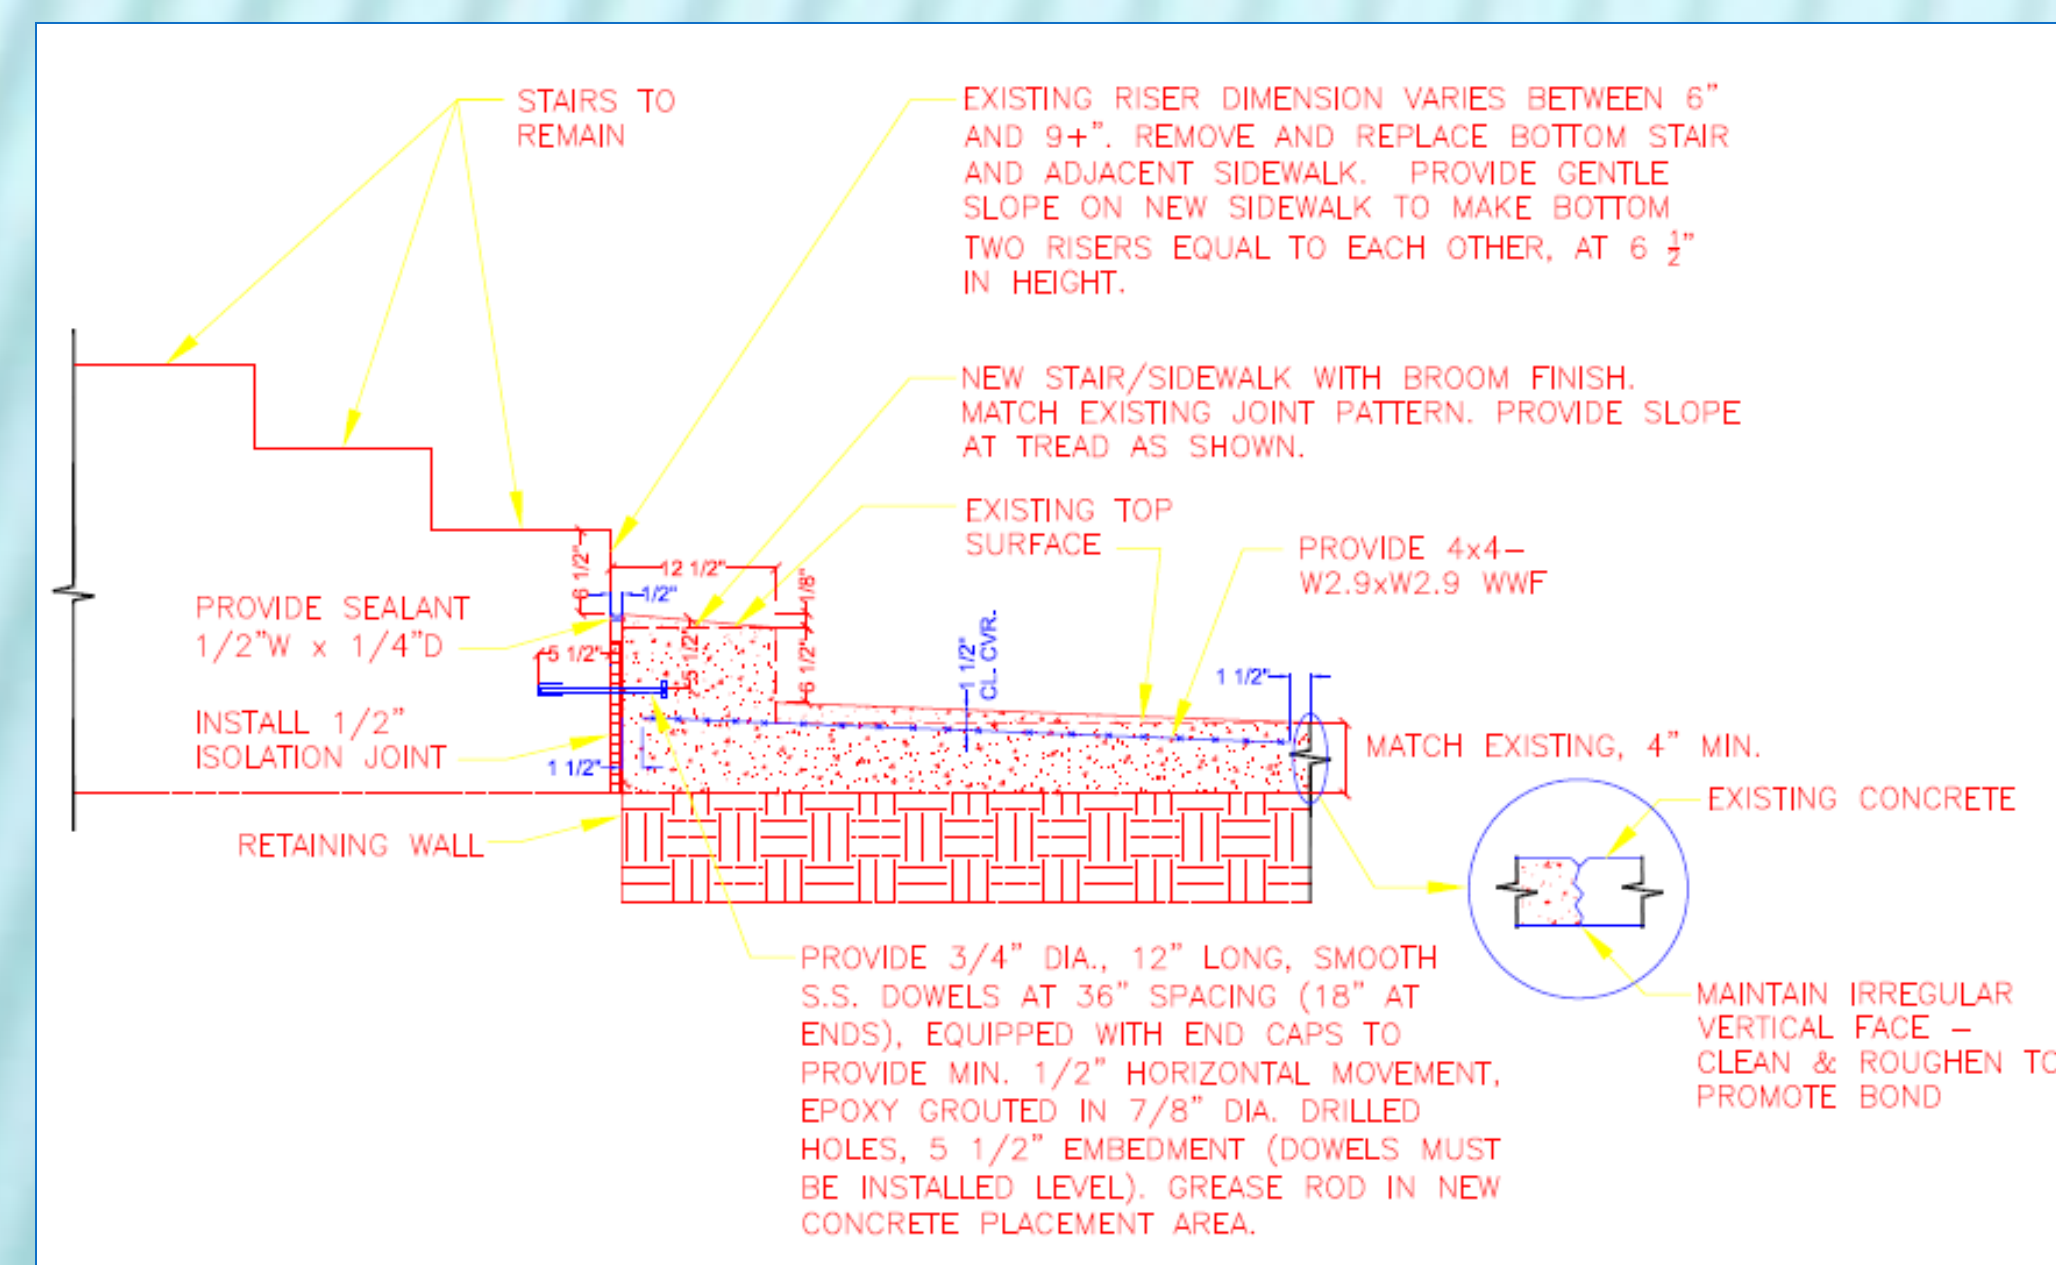 STAIRS TO
REMAIN
EXISTING RISER DIMENSION VARIES BETWEEN 6"
AND 9+". REMOVE AND REPLACE BOTTOM STAIR
AND ADJACENT SIDEWALK. PROVIDE GENTLE
SLOPE ON NEW SIDEWALK TO MAKE BOTTOM
TWO RISERS EQUAL TO EACH OTHER, AT 6 1/2"
IN HEIGHT.
NEW STAIR/SIDEWALK WITH BROOM FINISH.
MATCH EXISTING JOINT PATTERN. PROVIDE SLOPE
AT TREAD AS SHOWN.
EXISTING TOP
SURFACE
PROVIDE 4x4-
W2.9xW2.9 WWF
6 1/2"
12 1/2"
1/2"
1/8"
PROVIDE SEALANT
1/2"W x 1/4"D
5 1/2"
5 1/2"
6 1/2"
1 1/2"
CL. CVR.
1 1/2"
INSTALL 1/2"
ISOLATION JOINT
1 1/2"
MATCH EXISTING, 4" MIN.
RETAINING WALL
EXISTING CONCRETE
PROVIDE 3/4" DIA., 12" LONG, SMOOTH
S.S. DOWELS AT 36" SPACING (18" AT
ENDS), EQUIPPED WITH END CAPS TO
PROVIDE MIN. 1/2" HORIZONTAL MOVEMENT,
EPOXY GROUTED IN 7/8" DIA. DRILLED
HOLES, 5 1/2" EMBEDMENT (DOWELS MUST
BE INSTALLED LEVEL). GREASE ROD IN NEW
CONCRETE PLACEMENT AREA.
MAINTAIN IRREGULAR
VERTICAL FACE -
CLEAN & ROUGHEN TO
PROMOTE BOND